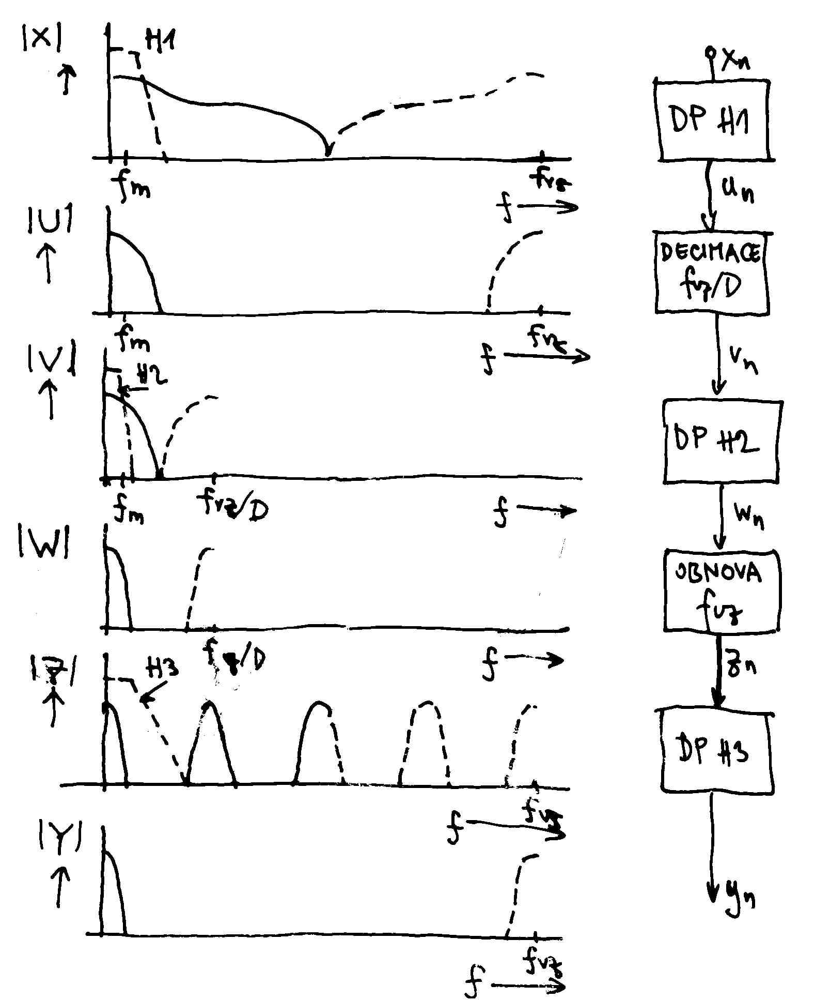 |X|
H1
fm
fvz
f
|U|
fm
fvz
f
|V|
H2
fm
fvz/D
f
|W|
fvz/D
f
|Z|
H3
fvz
f
|Y|
fvz
f
xn
DP H1
un
DECIMACE
fvz/D
vn
DP H2
wn
OBNOVA
fvz
zn
DP H3
yn